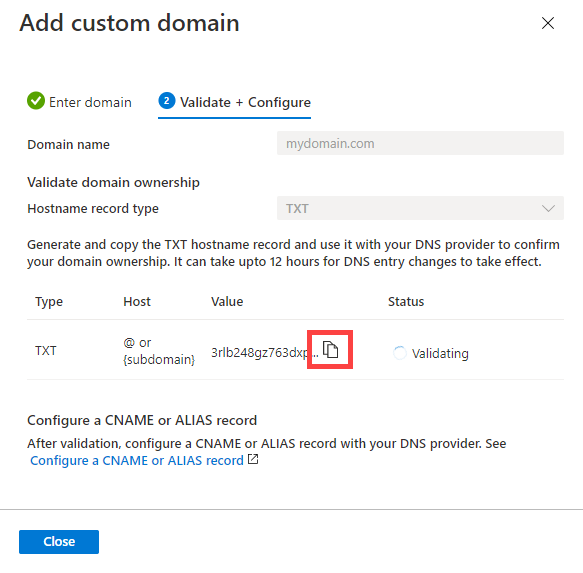 Add custom domain
Enter domain
2 Validate + Configure
Domain name
mydomain.com
Validate domain ownership
Hostname record type
TXT
Generate and copy the TXT hostname record and use it with your DNS provider to confirm
your domain ownership. It can take upto 12 hours for DNS entry changes to take effect.
Type Host Value Status
TXT
@ or
{subdomain}
3rlb248gz763dxp...
Validating
Configure a CNAME or ALIAS record
After validation, configure a CNAME or ALIAS record with your DNS provider. See
Configure a CNAME or ALIAS record
Close